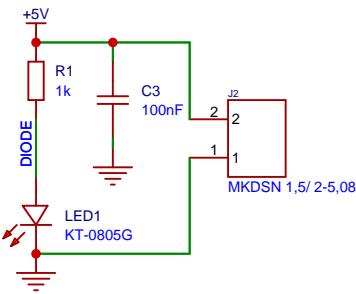 +5V
R1
1k
C3
100nF
J2
2
2
1
1
MKDSN 1,5/ 2-5,08
DIODE
LED1
KT-0805G